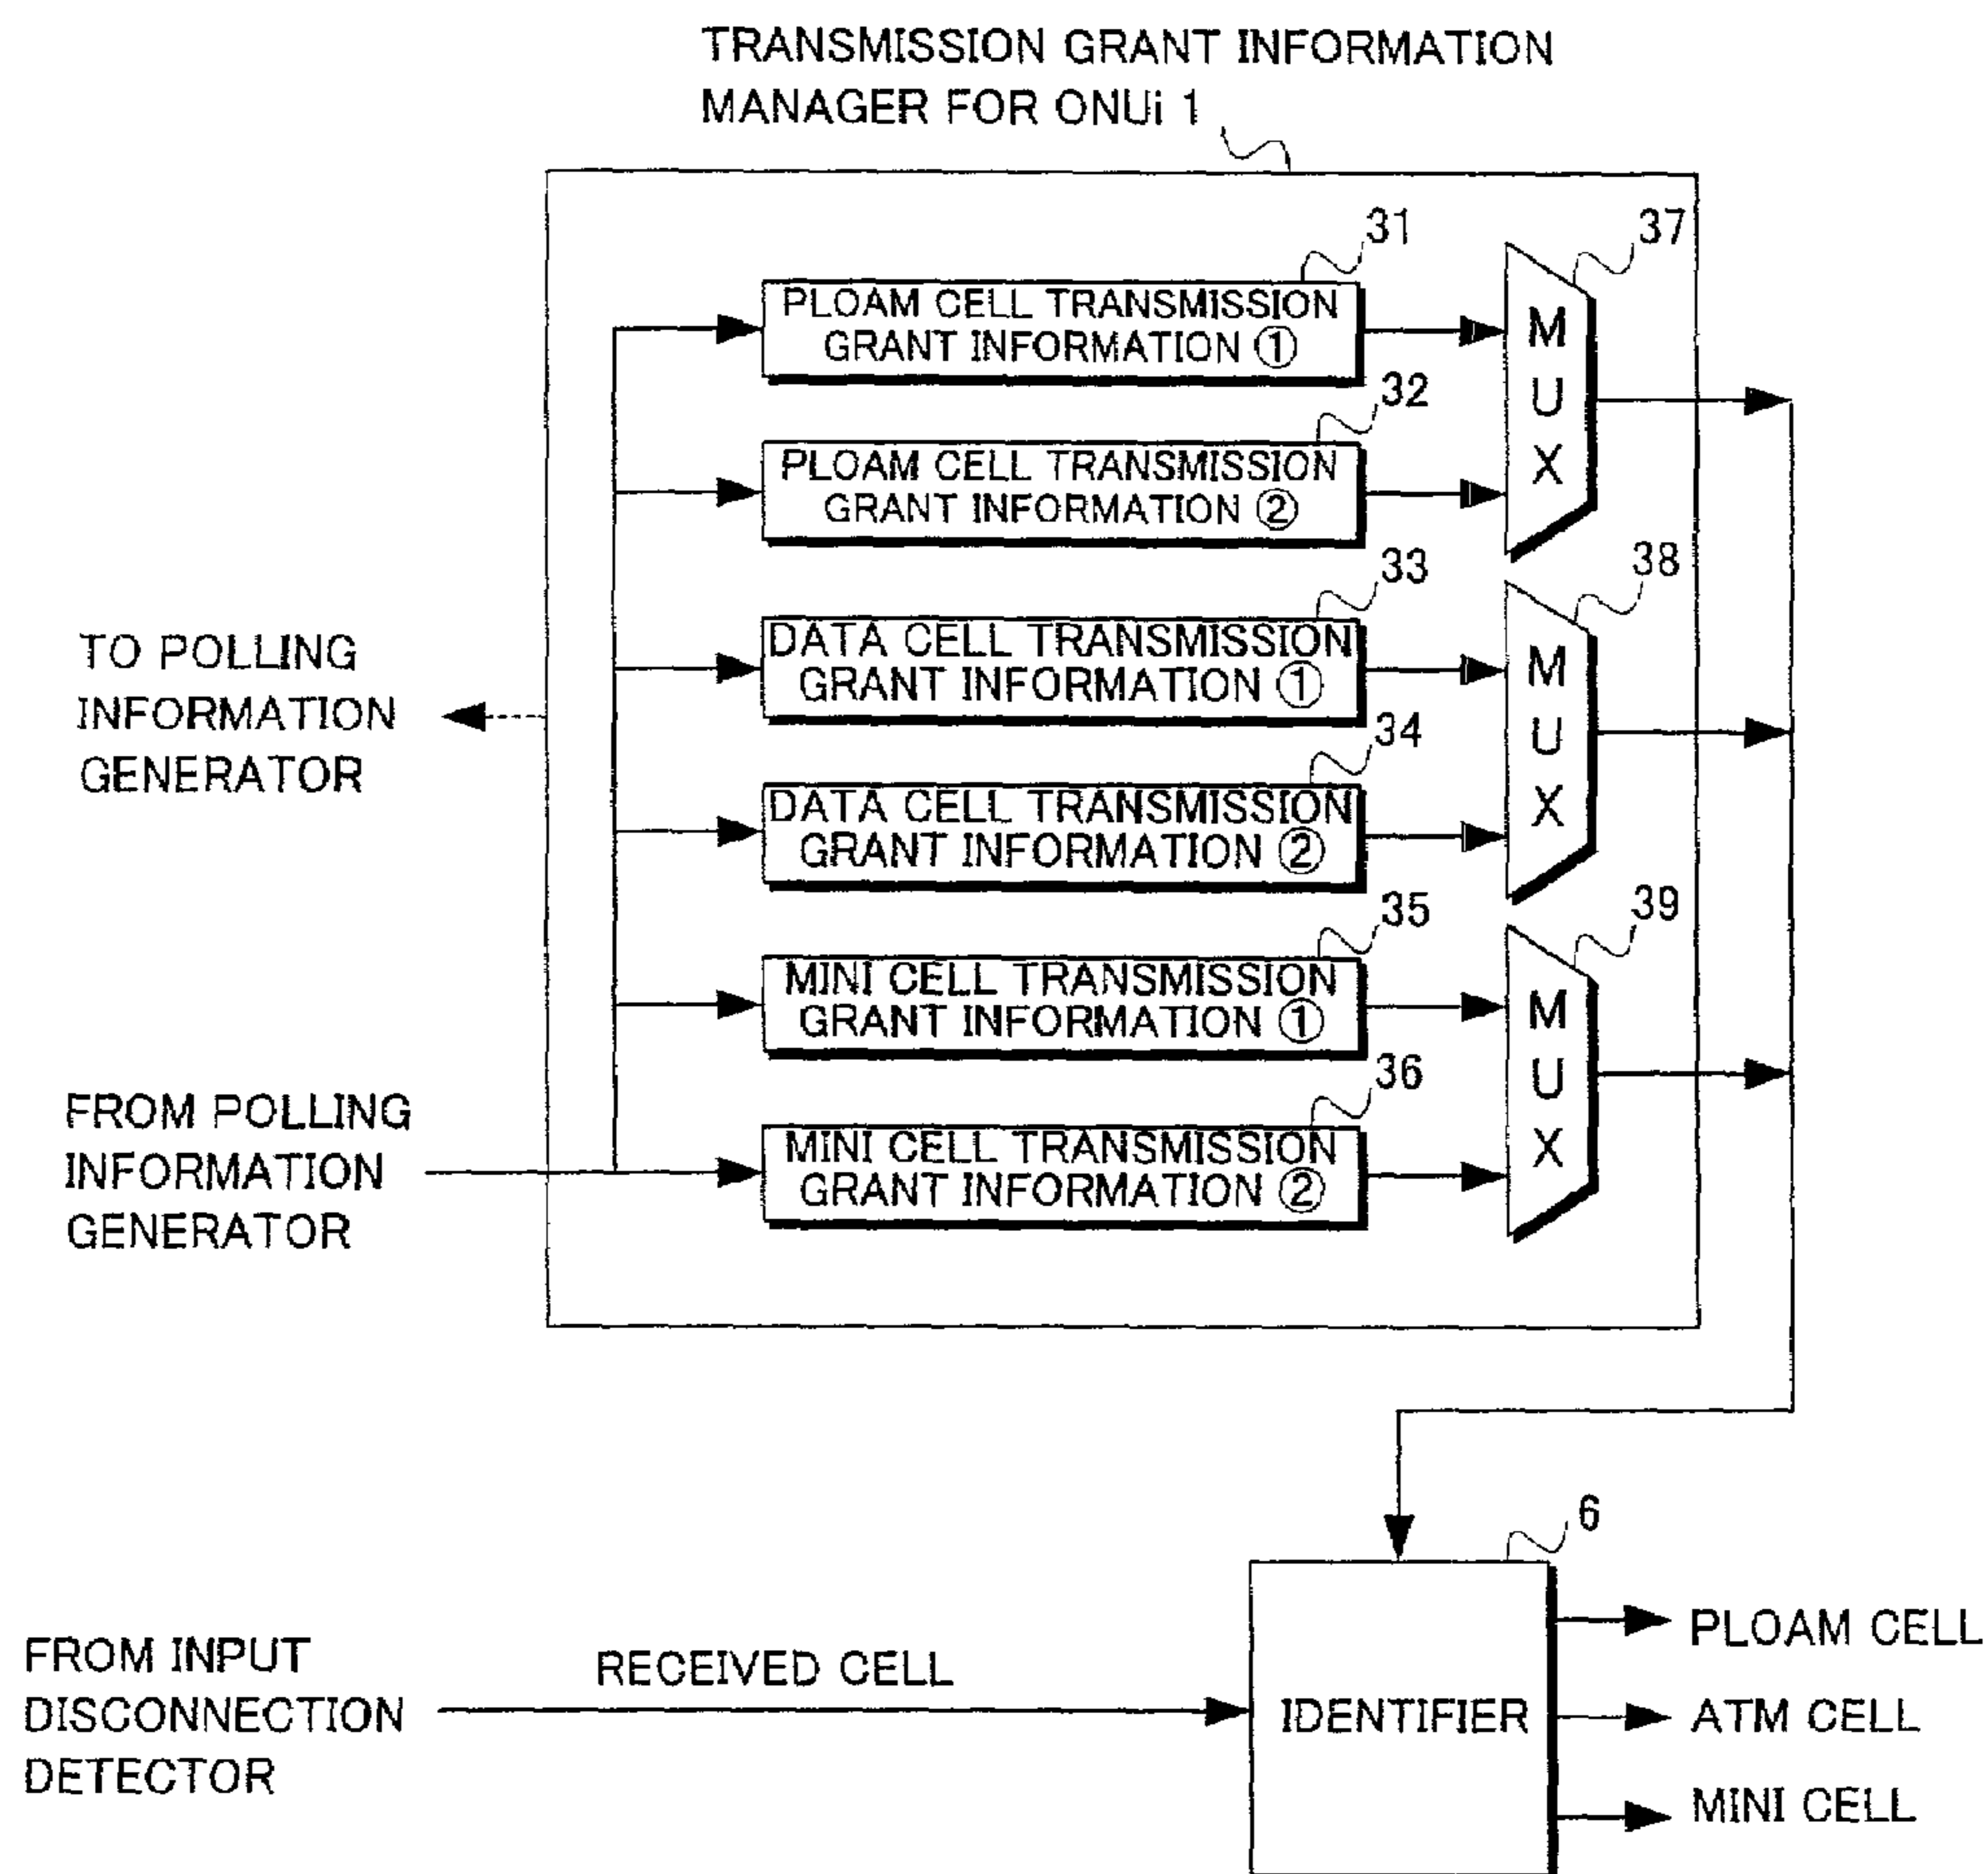 TRANSMISSION GRANT INFORMATION
MANAGER FOR ONUi 1
31
PLOAM CELL TRANSMISSION
GRANT INFORMATION ①
32
PLOAM CELL TRANSMISSION
GRANT INFORMATION ②
33
DATA CELL TRANSMISSION
GRANT INFORMATION ①
34
DATA CELL TRANSMISSION
GRANT INFORMATION ②
35
MINI CELL TRANSMISSION
GRANT INFORMATION ①
36
MINI CELL TRANSMISSION
GRANT INFORMATION ②
37
MUX
38
MUX
39
MUX
TO POLLING
INFORMATION
GENERATOR
FROM POLLING
INFORMATION
GENERATOR
FROM INPUT
DISCONNECTION
DETECTOR
RECEIVED CELL
6
IDENTIFIER
PLOAM CELL
ATM CELL
MINI CELL